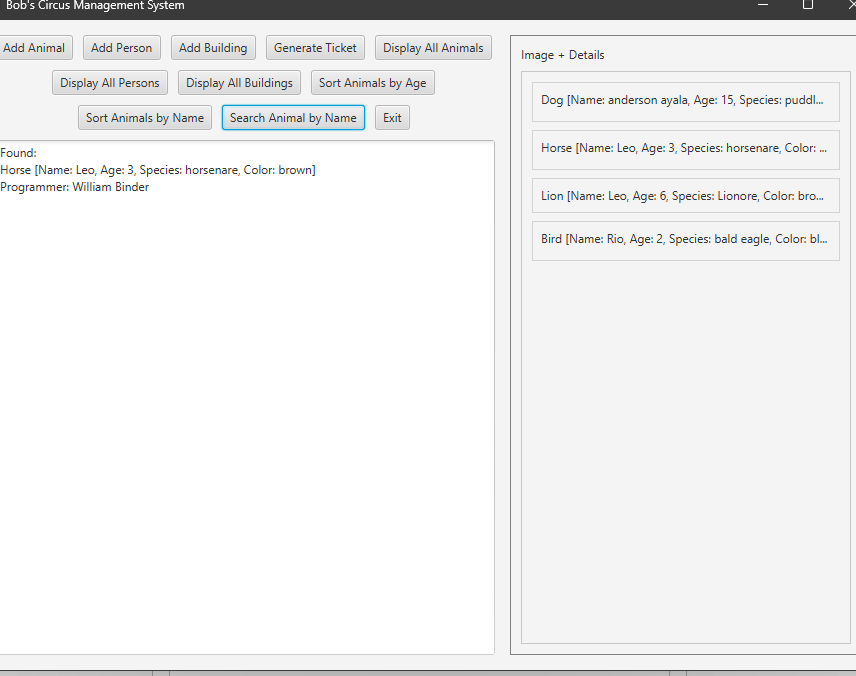 Bob's Circus Management System
Add Animal Add Person Add Building Generate Ticket Display All Animals
Display All Persons Display All Buildings Sort Animals by Age
Sort Animals by Name Search Animal by Name Exit
Found:
Horse [Name: Leo, Age: 3, Species: horsenare, Color: brown]
Programmer: William Binder
Image + Details
Dog [Name: anderson ayala, Age: 15, Species: puddl...
Horse [Name: Leo, Age: 3, Species: horsenare, Color: ...
Lion [Name: Leo, Age: 6, Species: Lionore, Color: bro...
Bird [Name: Rio, Age: 2, Species: bald eagle, Color: bl...